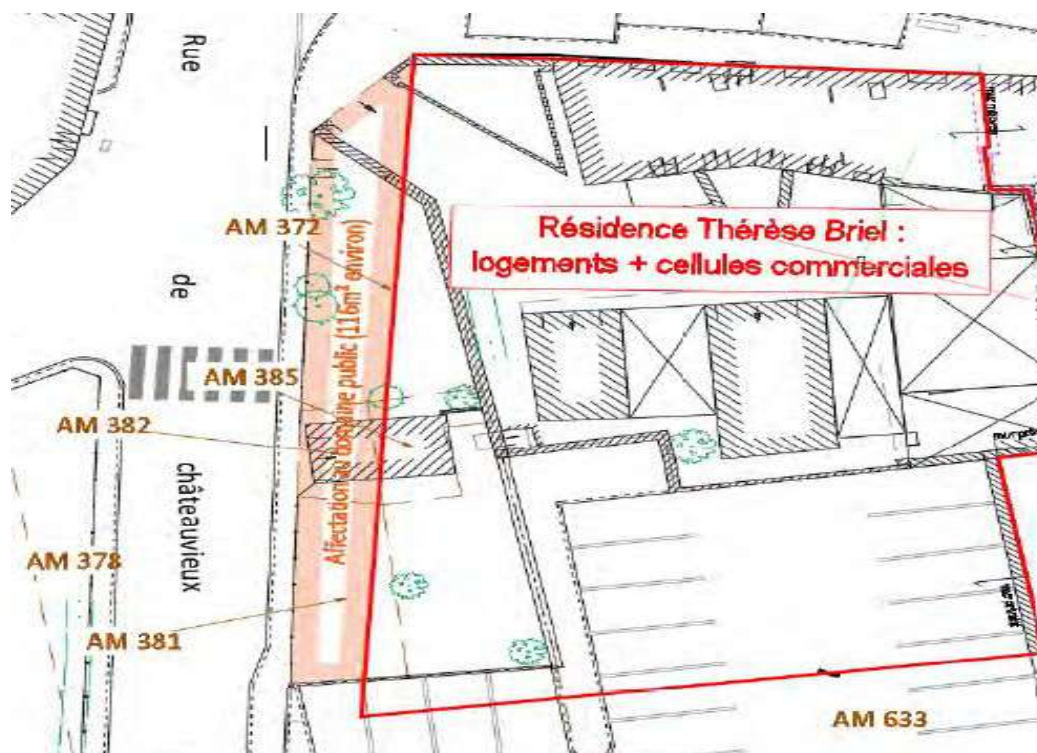 Rue
de
châteauvieux
AM 372
Résidence Thérèse Briel :
logements + cellules commerciales
Affectation au domaine public (116m² environ)
AM 385
AM 382
AM 378
AM 381
AM 633